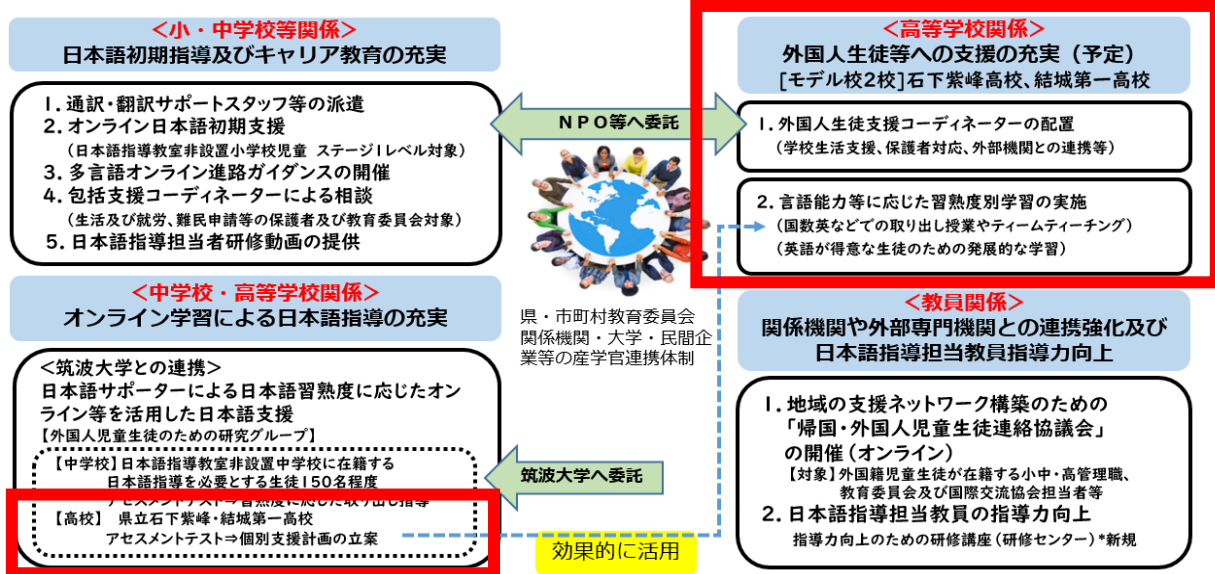 <小・中学校等関係>
日本語初期指導及びキャリア教育の充実
1．通訳・翻訳サポートスタッフ等の派遣
2．オンライン日本語初期支援
（日本語指導教室非設置小学校児童 ステージ1レベル対象）
3．多言語オンライン進路ガイダンスの開催
4．包括支援コーディネーターによる相談
（生活及び就労、難民申請等の保護者及び教育委員会対象）
5．日本語指導担当者研修動画の提供
NPO等へ委託
県・市町村教育委員会
関係機関・大学・民間企
業等の産学官連携体制
<高等学校関係>
外国人生徒等への支援の充実（予定）
[モデル校2校]石下紫峰高校、結城第一高校
1．外国人生徒支援コーディネーターの配置
（学校生活支援、保護者対応、外部機関との連携等）
2．言語能力等に応じた習熟度別学習の実施
（国数英などでの取り出し授業やティームティーチング）
（英語が得意な生徒のための発展的な学習）
<中学校・高等学校関係>
オンライン学習による日本語指導の充実
<筑波大学との連携>
日本語サポーターによる日本語習熟度に応じたオン
ライン等を活用した日本語支援
【外国人児童生徒のための研究グループ】
【中学校】日本語指導教室非設置中学校に在籍する
日本語指導を必要とする生徒150名程度
アセスメントテスト⇒習熟度に応じた取り出し指導
【高校】 県立石下紫峰・結城第一高校
アセスメントテスト⇒個別支援計画の立案
筑波大学へ委託
効果的に活用
<教員関係>
関係機関や外部専門機関との連携強化及び
日本語指導担当教員指導力向上
1．地域の支援ネットワーク構築のための
「帰国・外国人児童生徒連絡協議会」
の開催（オンライン）
【対象】外国籍児童生徒が在籍する小中・高管理職、
教育委員会及び国際交流協会担当者等
2．日本語指導担当教員の指導力向上
指導力向上のための研修講座（研修センター）*新規